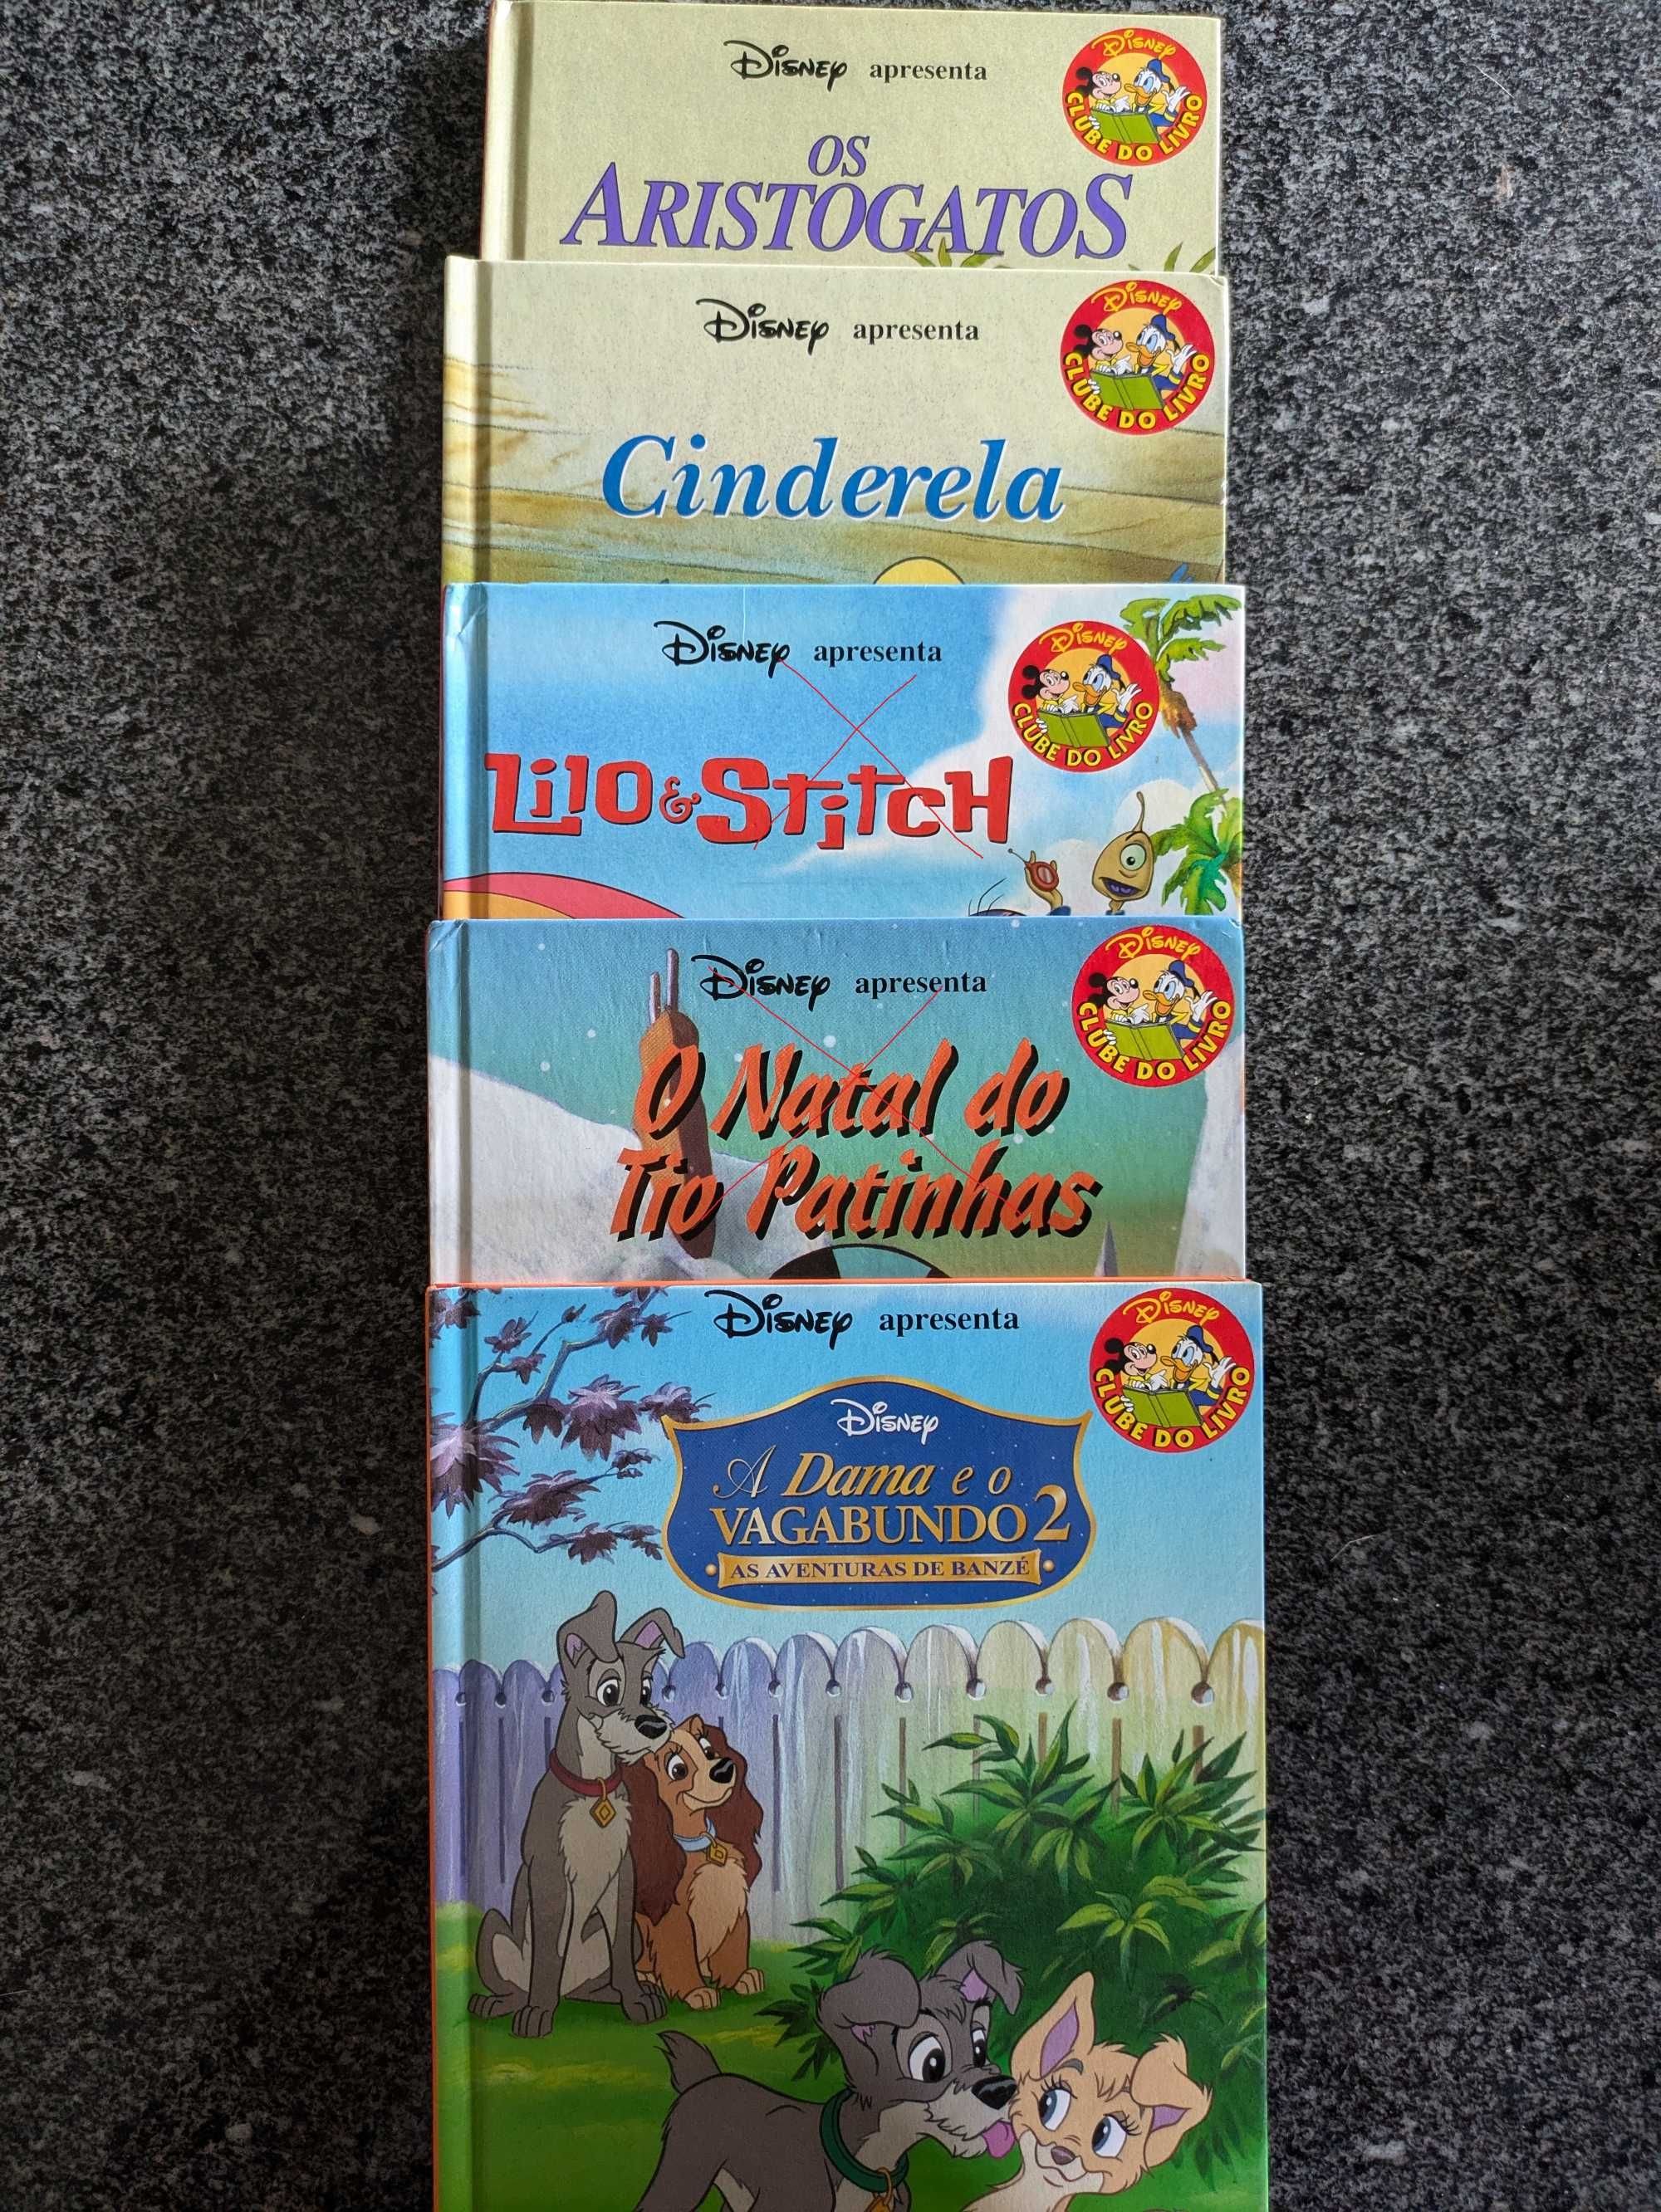 Disney apresenta
Disney
CLUBE DO LIVRO
OS
ARISTOGATOS
Disney apresenta
Disney
CLUBE DO LIVRO
Cinderela
Disney apresenta
Disney
CLUBE DO LIVRO
Lilo & Stitch
Disney apresenta
Disney
CLUBE DO LIVRO
O Natal do
Tio Patinhas
Disney apresenta
Disney
CLUBE DO LIVRO
Disney
A Dama e o
VAGABUNDO 2
AS AVENTURAS DE BANZÉ